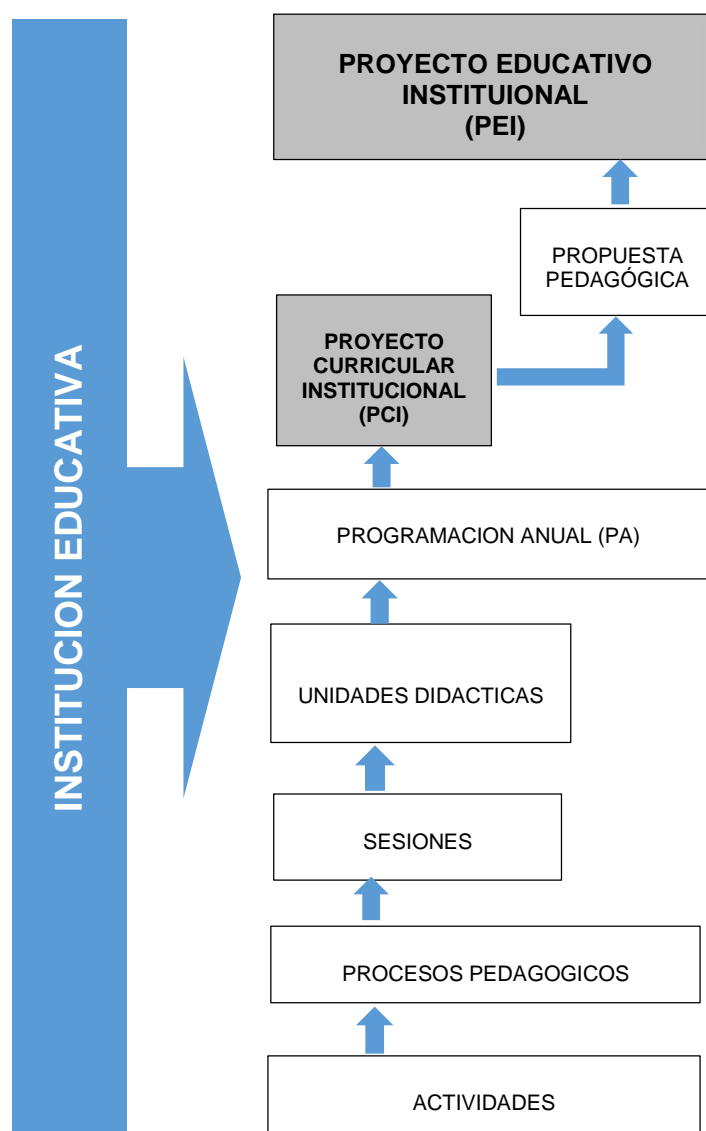 INSTITUCION EDUCATIVA
PROYECTO EDUCATIVO
INSTITUIONAL
(PEI)
PROPUESTA
PEDAGÓGICA
PROYECTO
CURRICULAR
INSTITUCIONAL
(PCI)
PROGRAMACION ANUAL (PA)
UNIDADES DIDACTICAS
SESIONES
PROCESOS PEDAGOGICOS
ACTIVIDADES